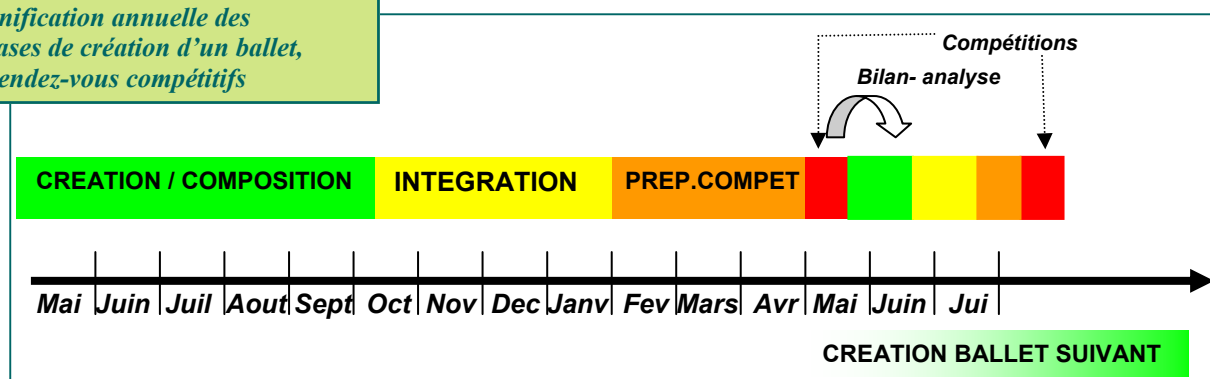 nification annuelle des
ases de création d’un ballet,
endez-vous compétitifs
Compétitions
Bilan- analyse
CREATION / COMPOSITION INTEGRATION PREP.COMPET
Mai Juin Juil Aout Sept Oct Nov Dec Janv Fev Mars Avr Mai Juin Jui
CREATION BALLET SUIVANT